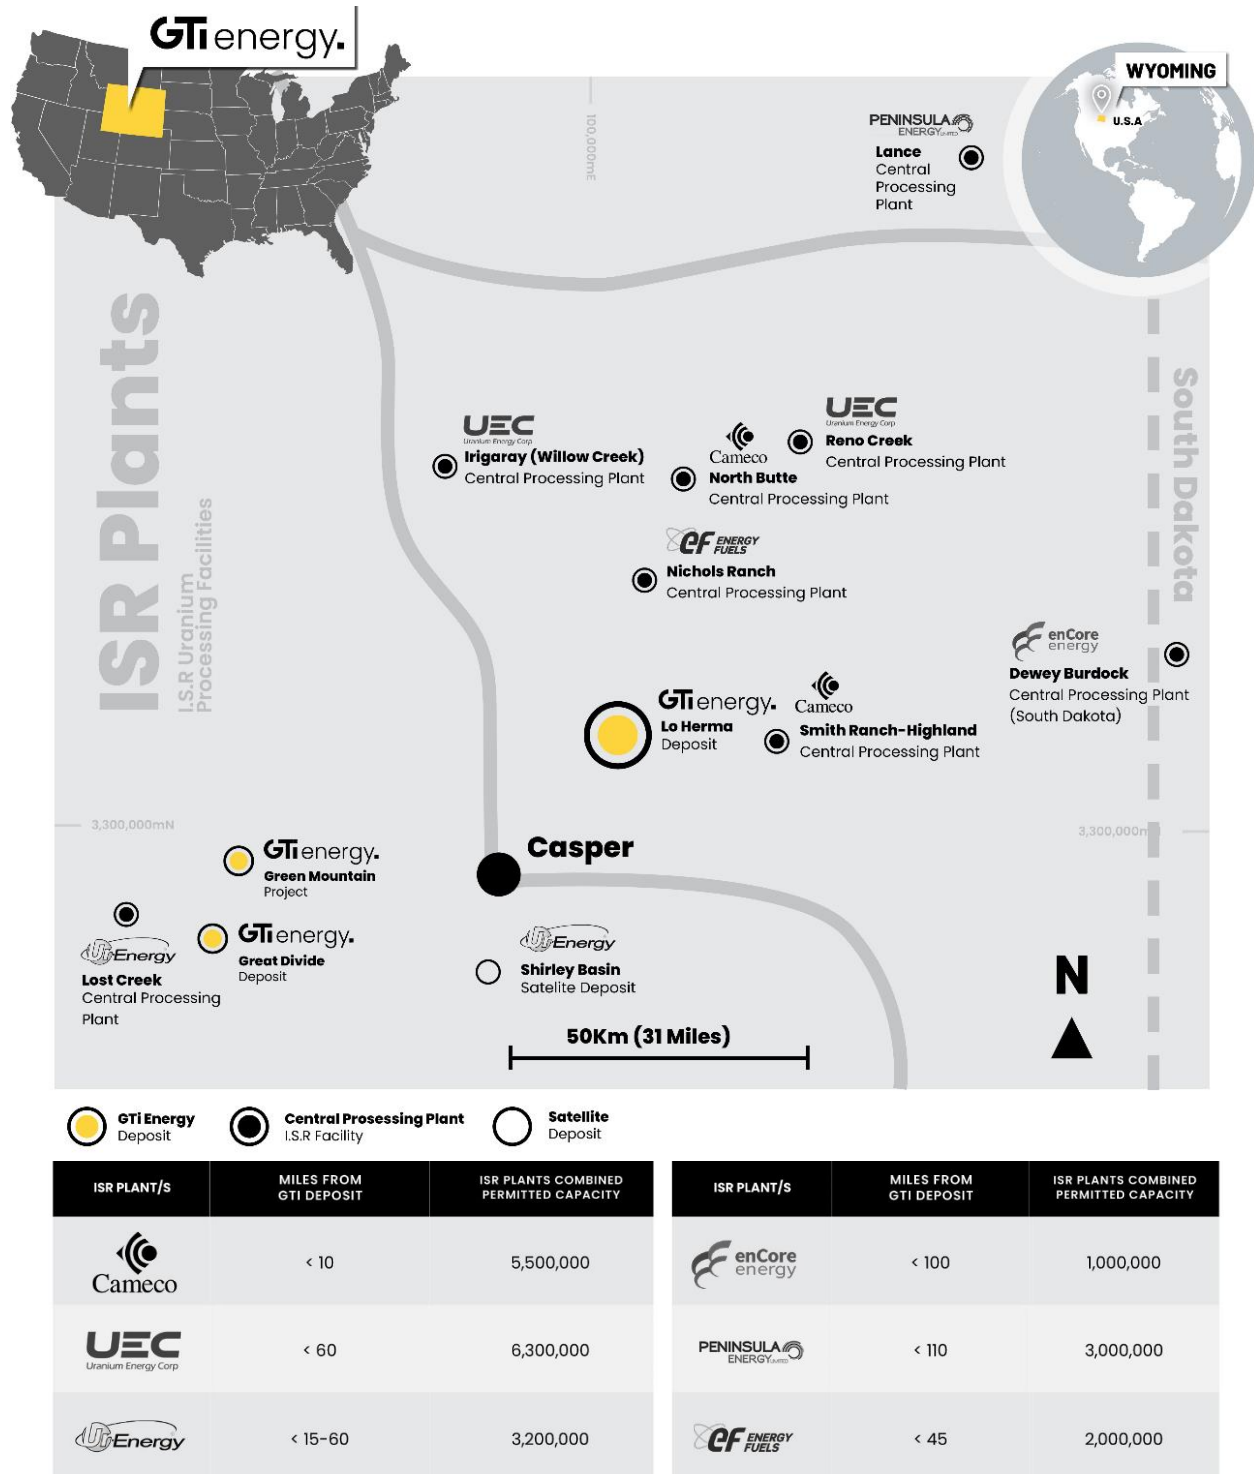 GTi energy.
WYOMING
U.S.A
100,000mE
PENINSULA
ENERGY LIMITED
Lance
Central
Processing
Plant
ISR Plants
I.S.R Uranium
Processing Facilities
South Dakota
UEC
Uranium Energy Corp
Irigaray (Willow Creek)
Central Processing Plant
Cameco
North Butte
Central Processing Plant
UEC
Uranium Energy Corp
Reno Creek
Central Processing Plant
eF ENERGY
FUELS
Nichols Ranch
Central Processing Plant
enCore
energy
Dewey Burdock
Central Processing Plant
(South Dakota)
GTi energy.
Lo Herma
Deposit
Cameco
Smith Ranch-Highland
Central Processing Plant
3,300,000mN
3,300,000m
GTi energy.
Green Mountain
Project
Casper
GTi energy.
Great Divide
Deposit
Ur Energy
Lost Creek
Central Processing
Plant
Ur Energy
Shirley Basin
Satelite Deposit
N
50Km (31 Miles)
GTi Energy
Deposit
Central Prosessing Plant
I.S.R Facility
Satellite
Deposit
ISR PLANT/S MILES FROM GTI DEPOSIT ISR PLANTS COMBINED PERMITTED CAPACITY
Cameco < 10 5,500,000
UEC Uranium Energy Corp < 60 6,300,000
Ur Energy < 15-60 3,200,000
ISR PLANT/S MILES FROM GTI DEPOSIT ISR PLANTS COMBINED PERMITTED CAPACITY
enCore energy < 100 1,000,000
PENINSULA ENERGY LIMITED < 110 3,000,000
eF ENERGY FUELS < 45 2,000,000